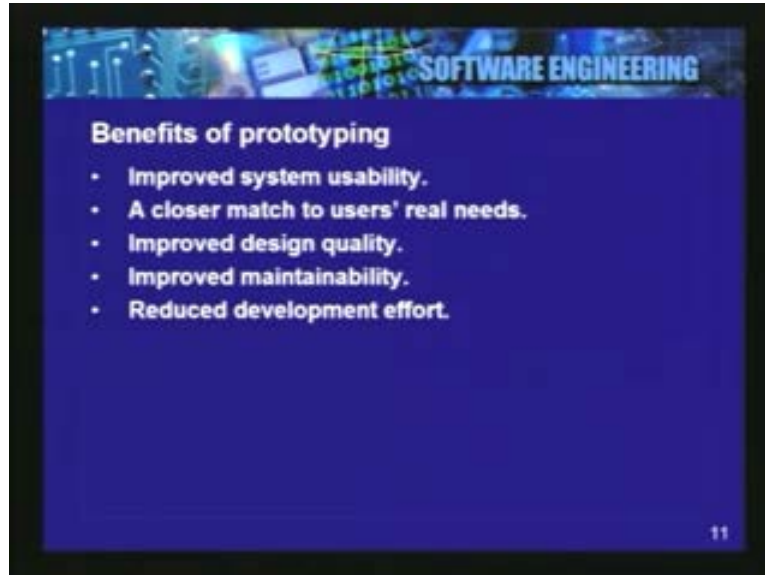 SOFTWARE ENGINEERING
Benefits of prototyping
• Improved system usability.
• A closer match to users' real needs.
• Improved design quality.
• Improved maintainability.
• Reduced development effort.
11